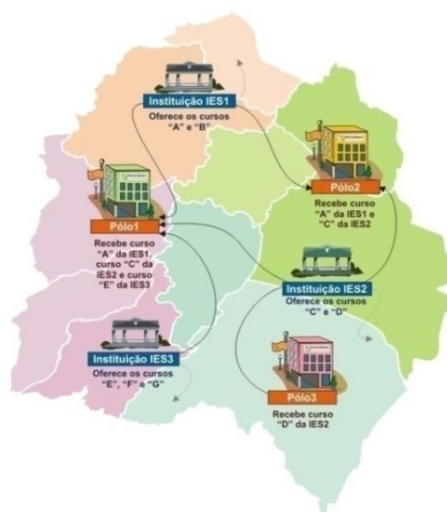 Instituição IES1
Oferece os cursos
"A" e "B"
Pólo2
Recebe curso
"A" da IES1 e
"C" da IES2
Pólo1
Recebe curso
"A" da IES1,
curso "C" da
IES2 e curso
"E" da IES3
Instituição IES2
Oferece os cursos
"C" e "D"
Instituição IES3
Oferece os cursos
"E", "F" e "G"
Pólo3
Recebe curso
"D" da IES2